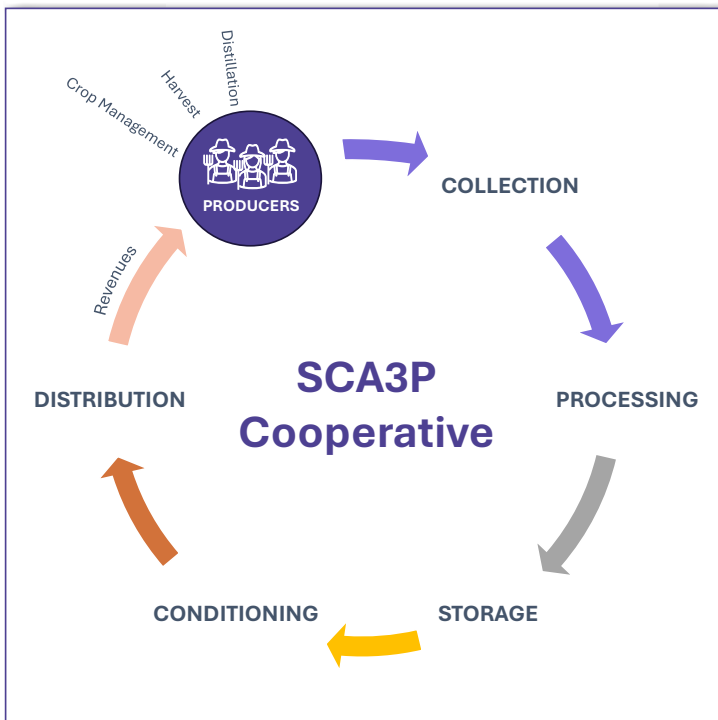 Distillation
Harvest
Crop Management
PRODUCERS
COLLECTION
Revenues
SCA3P
Cooperative
DISTRIBUTION
PROCESSING
CONDITIONING
STORAGE